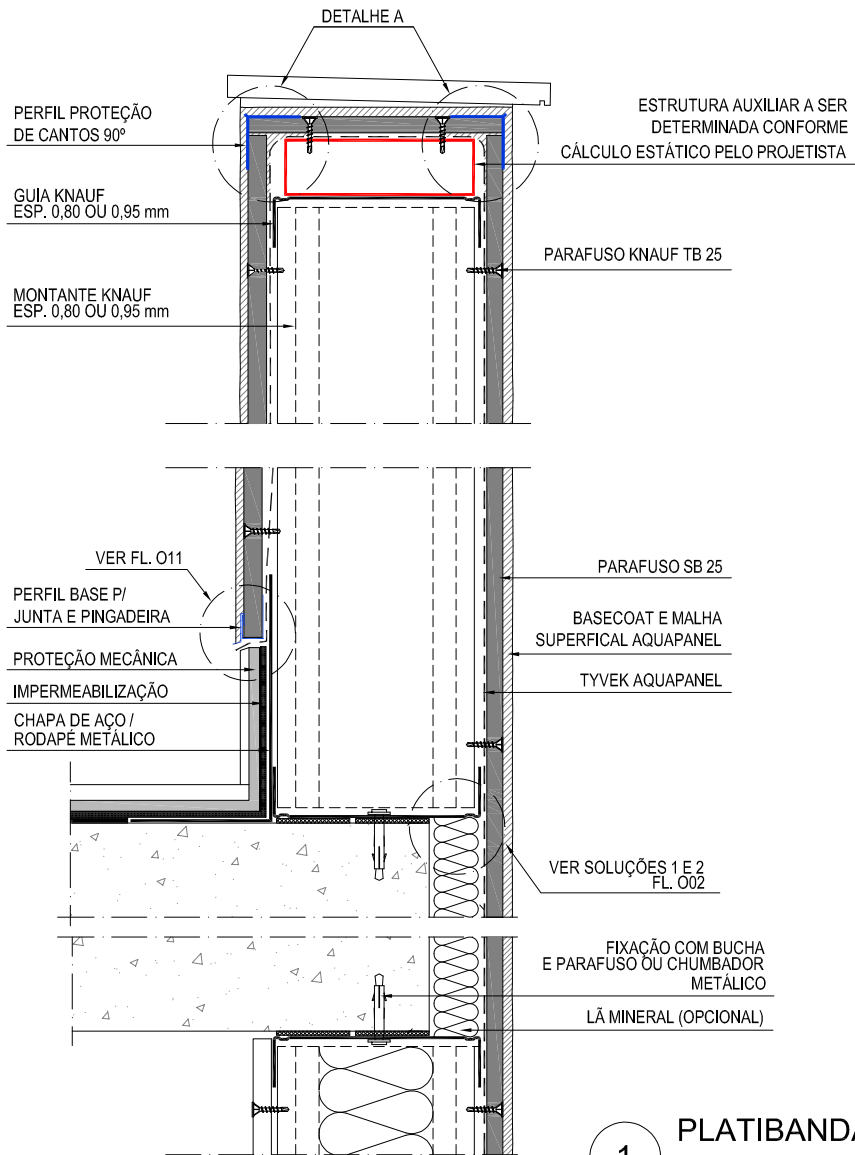 DETALHE A
PERFIL PROTEÇÃO
DE CANTOS 90º
GUIA KNAUF
ESP. 0,80 OU 0,95 mm
MONTANTE KNAUF
ESP. 0,80 OU 0,95 mm
ESTRUTURA AUXILIAR A SER
DETERMINADA CONFORME
CÁLCULO ESTÁTICO PELO PROJETISTA
PARAFUSO KNAUF TB 25
VER FL. O11
PERFIL BASE P/
JUNTA E PINGADEIRA
PROTEÇÃO MECÂNICA
IMPERMEABILIZAÇÃO
CHAPA DE AÇO /
RODAPÉ METÁLICO
PARAFUSO SB 25
BASECOAT E MALHA
SUPERFICAL AQUAPANEL
TYVEK AQUAPANEL
VER SOLUÇÕES 1 E 2
FL. O02
FIXAÇÃO COM BUCHA
E PARAFUSO OU CHUMBADOR
METÁLICO
LÃ MINERAL (OPCIONAL)
1
PLATIBANDA